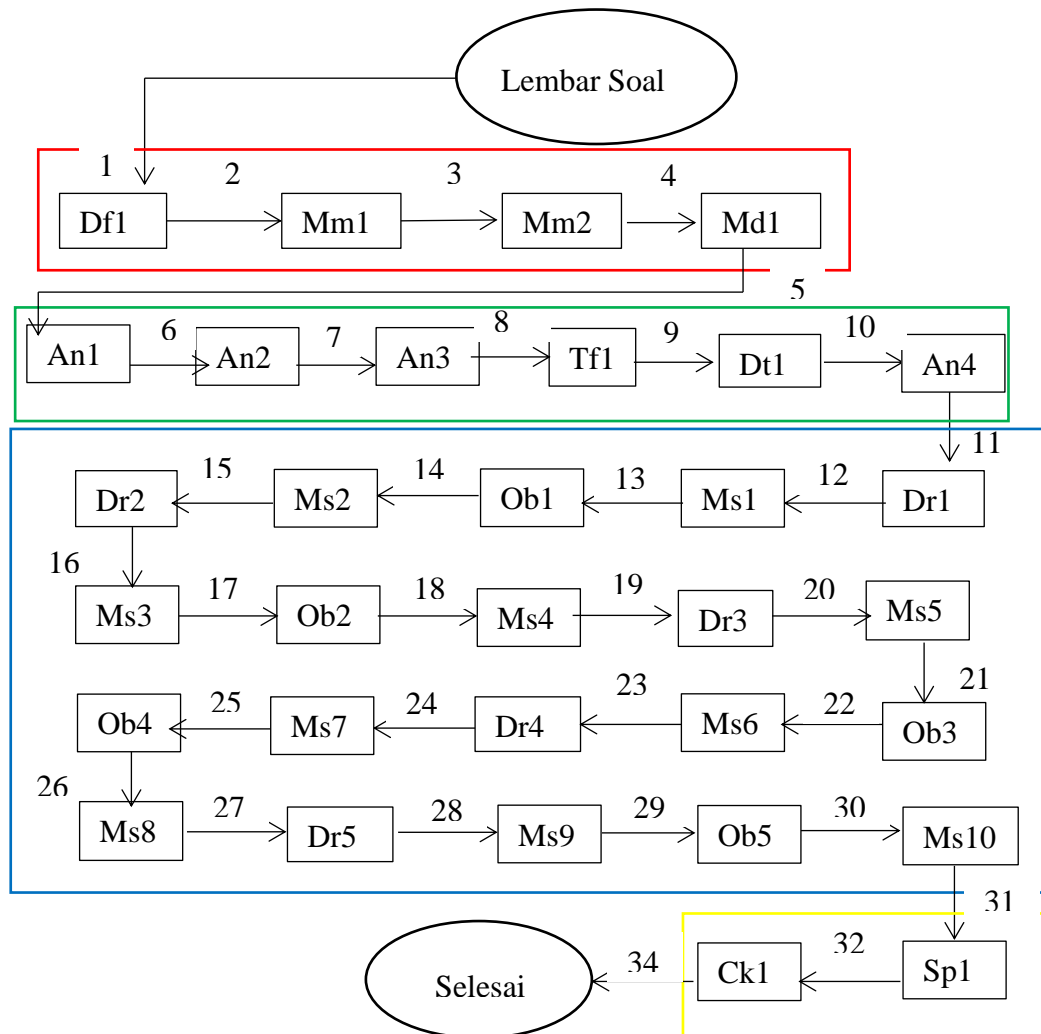 Lembar Soal
1 2 3 4
Df1 Mm1 Mm2 Md1
5
6 7 8 9 10
An1 An2 An3 Tf1 Dt1 An4
11
15 14 13 12
Dr2 Ms2 Ob1 Ms1 Dr1
16 17 18 19 20
Ms3 Ob2 Ms4 Dr3 Ms5
21
25 24 23 22
Ob4 Ms7 Dr4 Ms6 Ob3
26 27 28 29 30
Ms8 Dr5 Ms9 Ob5 Ms10
31
34 32
Selesai Ck1 Sp1